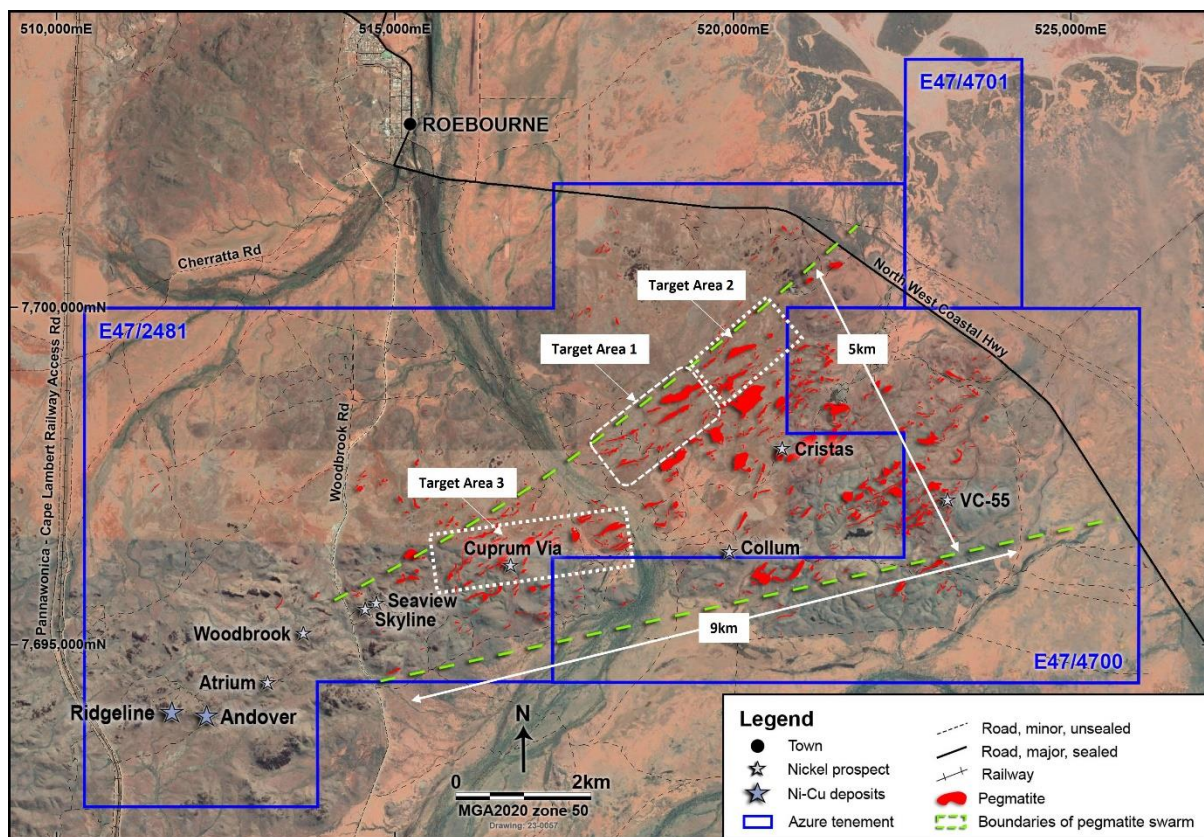 510,000mE
515,000mE
520,000mE
525,000mE
E47/4701
ROEBOURNE
Cherratta Rd
North West Coastal Hwy
7,700,000mN
E47/2481
Target Area 2
Target Area 1
5km
Pannawonica - Cape Lambert Railway Access Rd
Woodbrook Rd
Cristas
Target Area 3
VC-55
Cuprum Via
Collum
Seaview
Skyline
Woodbrook
9km
7,695,000mN
E47/4700
Atrium
Ridgeline
Andover
N
0
2km
MGA2020 zone 50
Drawing: 23-0067
Legend
Town
Nickel prospect
Ni-Cu deposits
Azure tenement
Road, minor, unsealed
Road, major, sealed
Railway
Pegmatite
Boundaries of pegmatite swarm